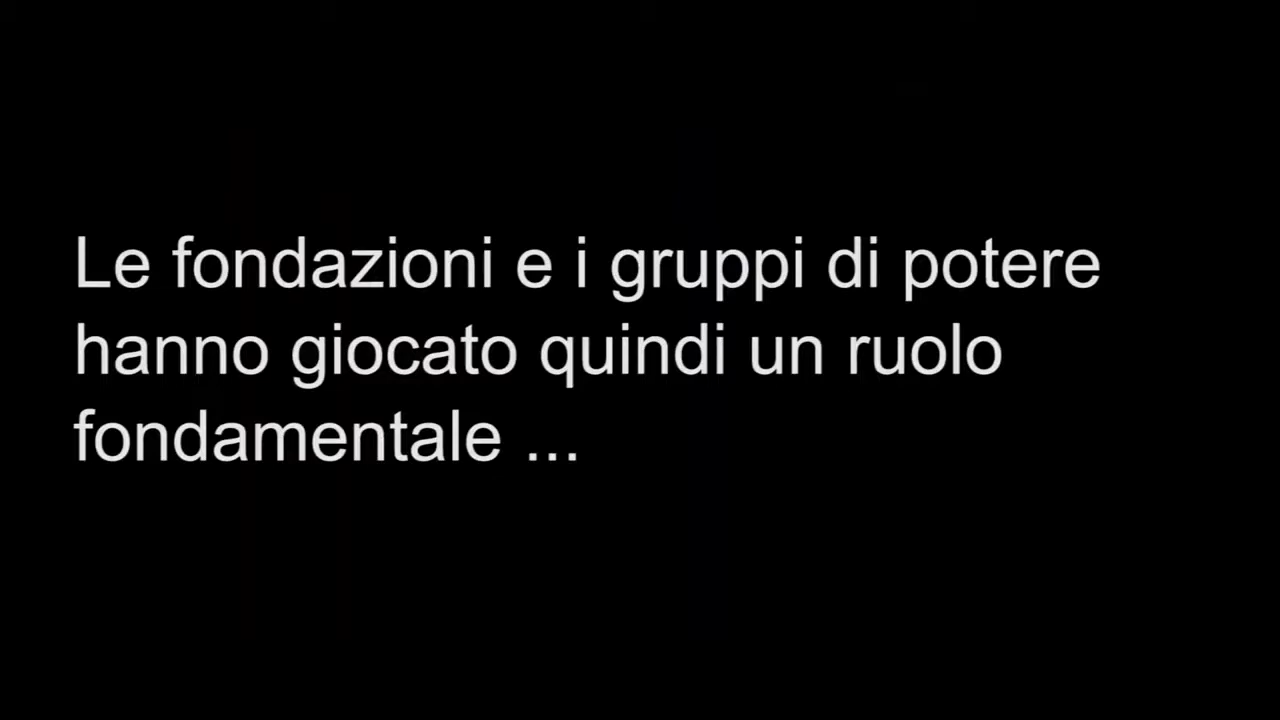 Le fondazioni e i gruppi di potere
hanno giocato quindi un ruolo
fondamentale ...